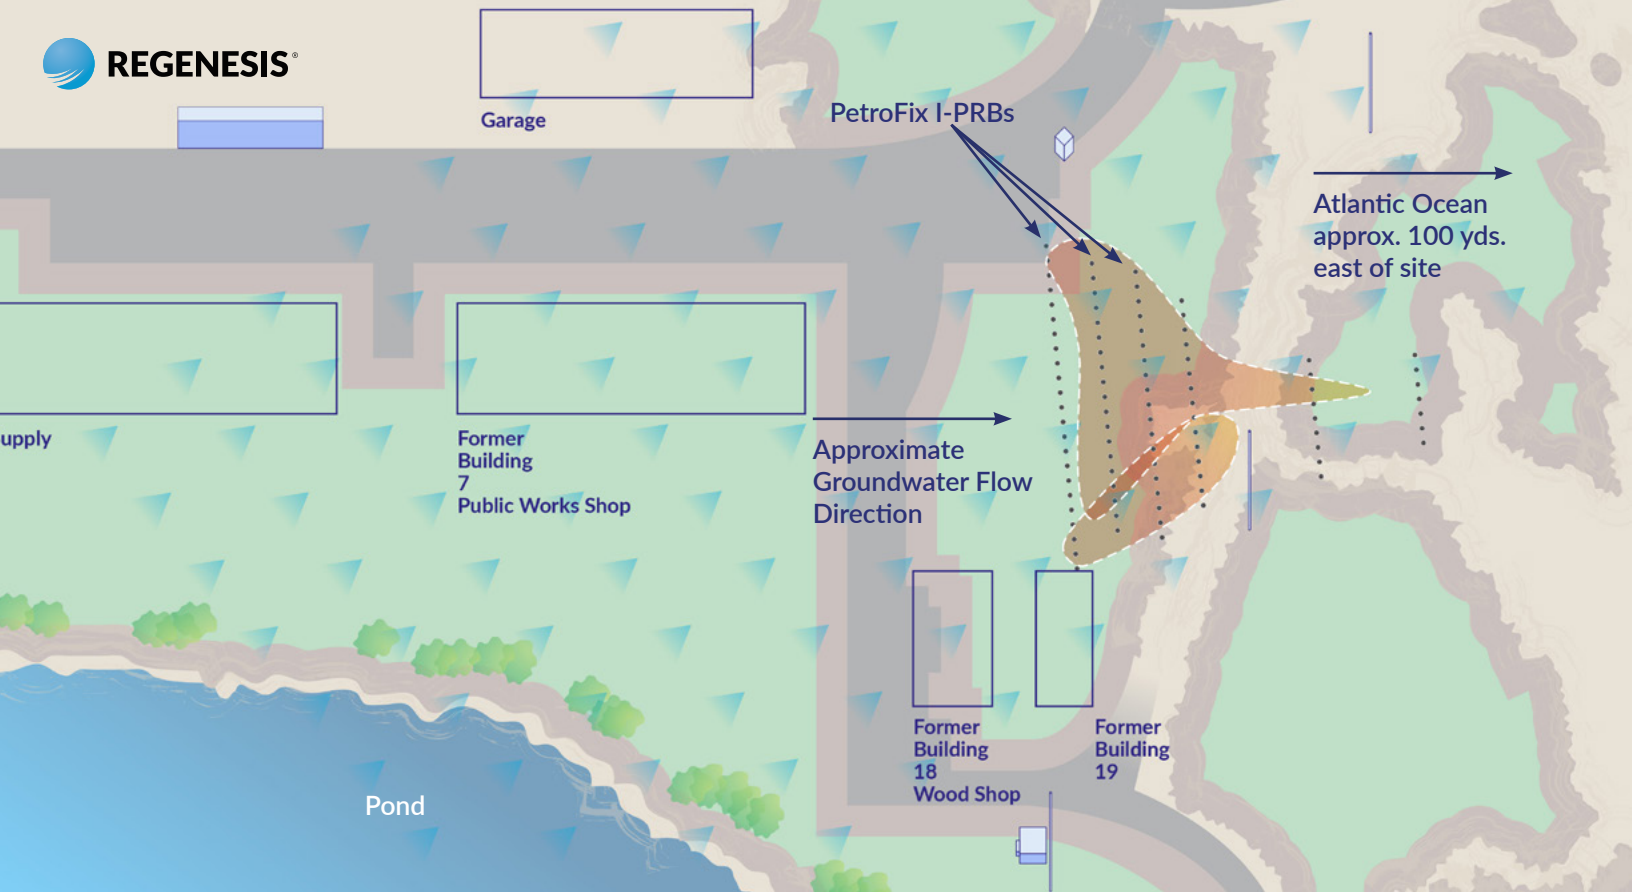 REGENESIS®
Garage
PetroFix I-PRBs
Atlantic Ocean
approx. 100 yds.
east of site
upply
Former
Building
7
Public Works Shop
Approximate
Groundwater Flow
Direction
Former
Building
18
Wood Shop
Former
Building
19
Pond